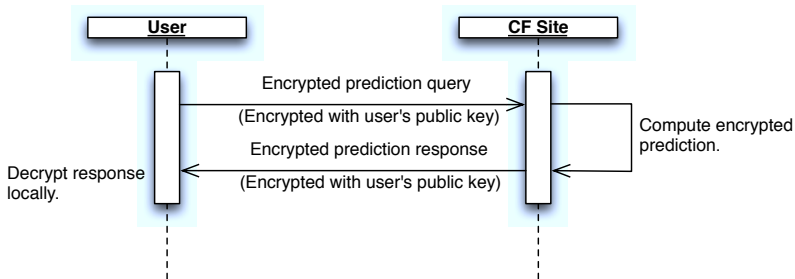 User
CF Site
Encrypted prediction query
(Encrypted with user's public key)
Compute encrypted
prediction.
Encrypted prediction response
(Encrypted with user's public key)
Decrypt response
locally.